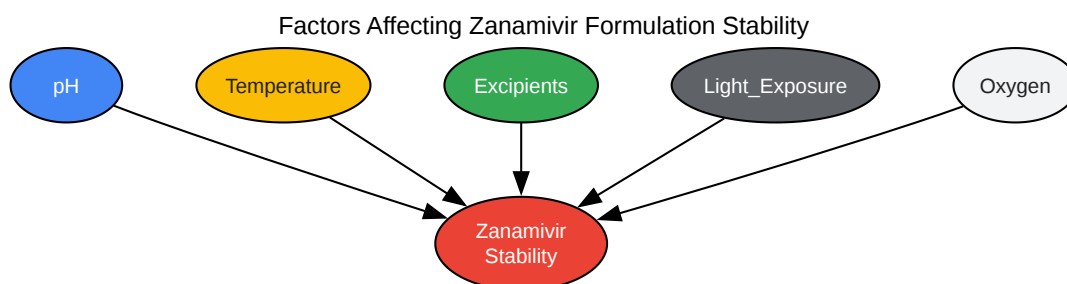 Factors Affecting Zanamivir Formulation Stability
pH
Temperature
Excipients
Light_Exposure
Oxygen
Zanamivir
Stability